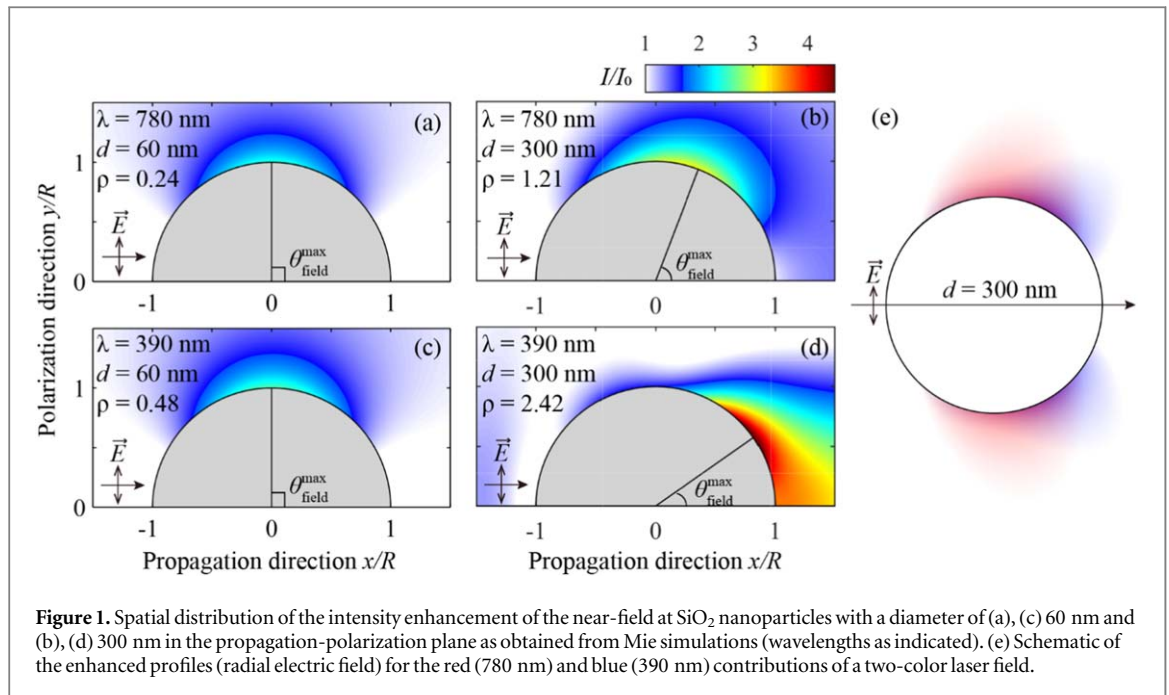 1 2 3 4
I/I₀
λ = 780 nm (a)
d = 60 nm
ρ = 0.24
E⃗
θ max field
1
0
-1 0 1
λ = 780 nm (b)
d = 300 nm
ρ = 1.21
E⃗
θ max field
-1 0 1
λ = 390 nm (c)
d = 60 nm
ρ = 0.48
E⃗
θ max field
1
0
-1 0 1
λ = 390 nm (d)
d = 300 nm
ρ = 2.42
E⃗
θ max field
-1 0 1
Polarization direction y/R
Propagation direction x/R
Propagation direction x/R
(e)
E⃗
d = 300 nm
Figure 1. Spatial distribution of the intensity enhancement of the near-field at SiO₂ nanoparticles with a diameter of (a), (c) 60 nm and
(b), (d) 300 nm in the propagation-polarization plane as obtained from Mie simulations (wavelengths as indicated). (e) Schematic of
the enhanced profiles (radial electric field) for the red (780 nm) and blue (390 nm) contributions of a two-color laser field.